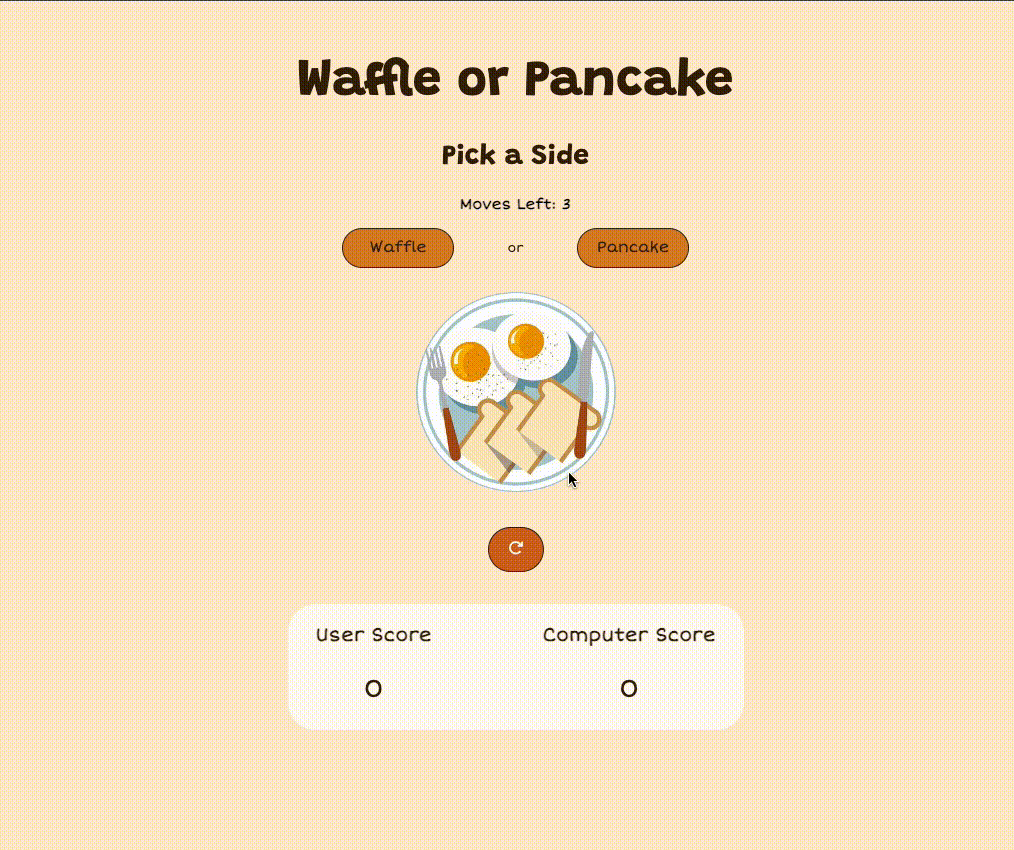 Waffle or Pancake
Pick a Side
Moves Left: 3
Waffle or Pancake
User Score Computer Score
0 0